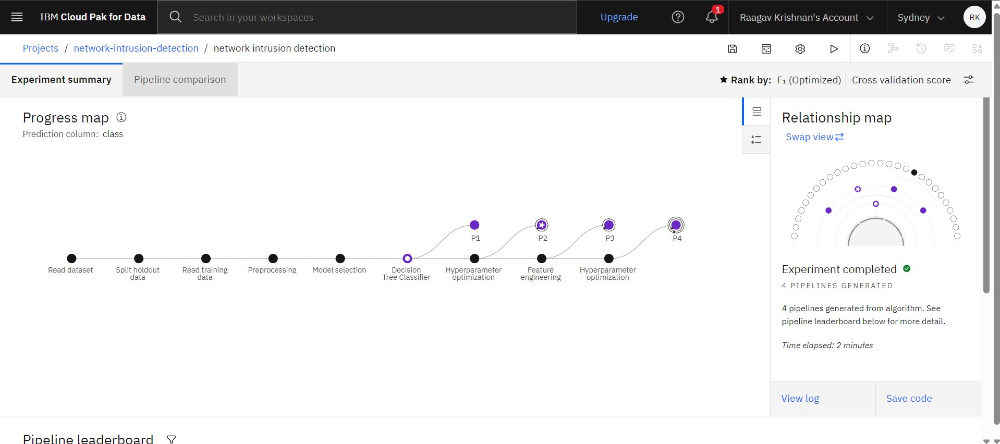 IBM Cloud Pak for Data
Search in your workspaces
Upgrade
1
Raagav Krishnan's Account
Sydney
RK
Projects / network-intrusion-detection / network intrusion detection
Experiment summary
Pipeline comparison
Rank by: F₁ (Optimized) | Cross validation score
Progress map
Prediction column: class
P1
P2
P3
P4
Read dataset
Split holdout
data
Read training
data
Preprocessing
Model selection
Decision
Tree Classifier
Hyperparameter
optimization
Feature
engineering
Hyperparameter
optimization
Relationship map
Swap view
Experiment completed
4 PIPELINES GENERATED
4 pipelines generated from algorithm. See
pipeline leaderboard below for more detail.
Time elapsed: 2 minutes
View log
Save code
Pipeline leaderboard